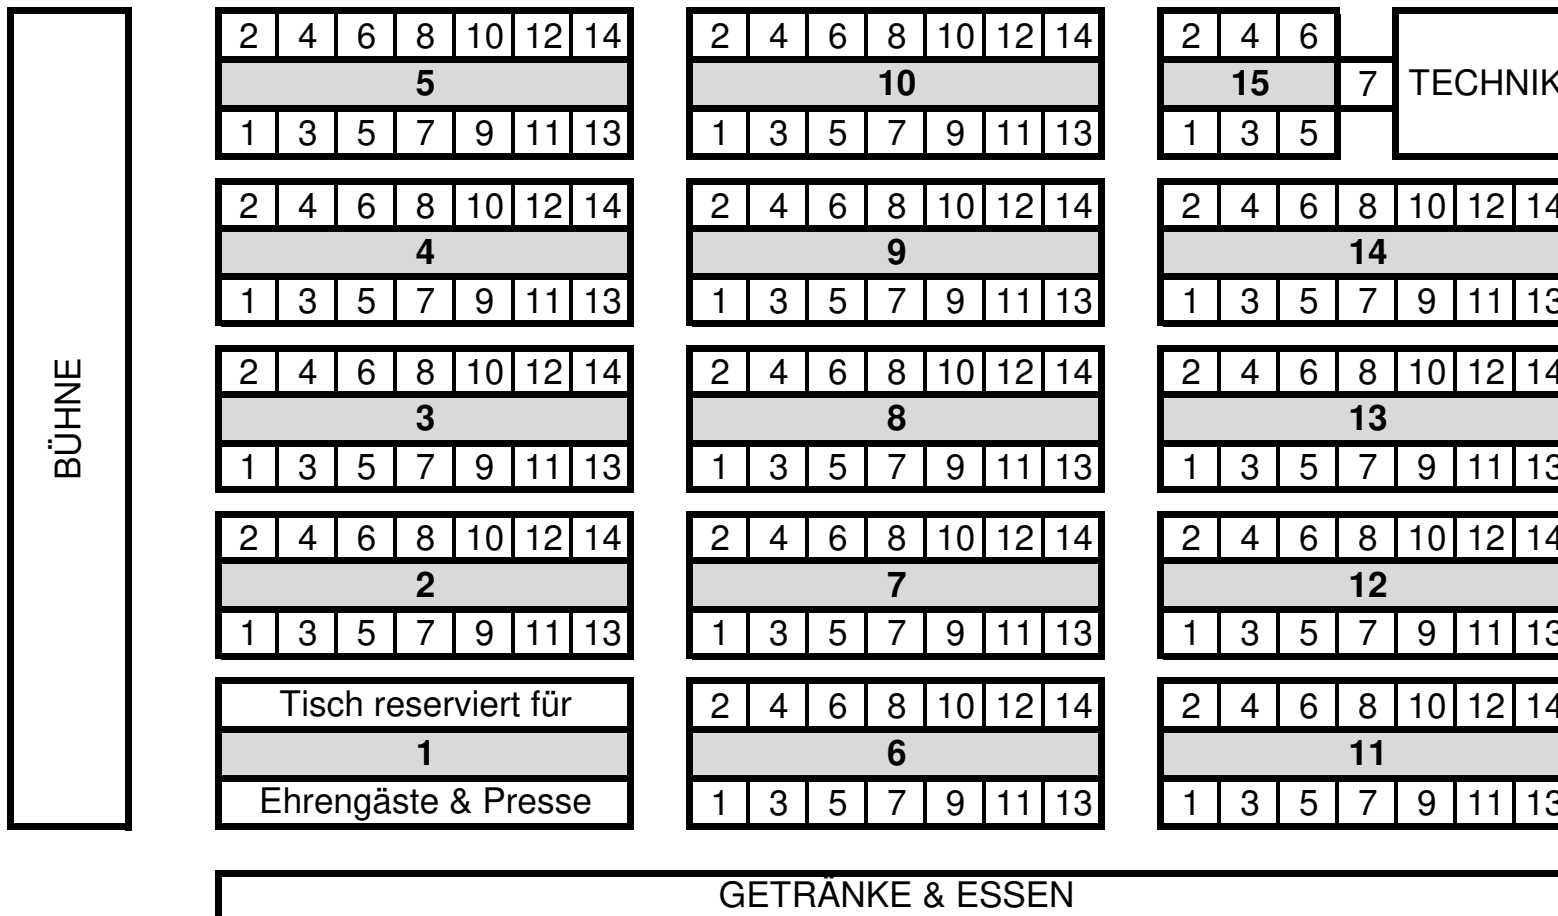 BÜHNE
2 4 6 8 10 12 14
5
1 3 5 7 9 11 13
2 4 6 8 10 12 14
10
1 3 5 7 9 11 13
2 4 6
15 7
1 3 5
TECHNIK
2 4 6 8 10 12 14
4
1 3 5 7 9 11 13
2 4 6 8 10 12 14
9
1 3 5 7 9 11 13
2 4 6 8 10 12 14
14
1 3 5 7 9 11 13
2 4 6 8 10 12 14
3
1 3 5 7 9 11 13
2 4 6 8 10 12 14
8
1 3 5 7 9 11 13
2 4 6 8 10 12 14
13
1 3 5 7 9 11 13
2 4 6 8 10 12 14
2
1 3 5 7 9 11 13
2 4 6 8 10 12 14
7
1 3 5 7 9 11 13
2 4 6 8 10 12 14
12
1 3 5 7 9 11 13
Tisch reserviert für
1
Ehrengäste & Presse
2 4 6 8 10 12 14
6
1 3 5 7 9 11 13
2 4 6 8 10 12 14
11
1 3 5 7 9 11 13
GETRÄNKE & ESSEN